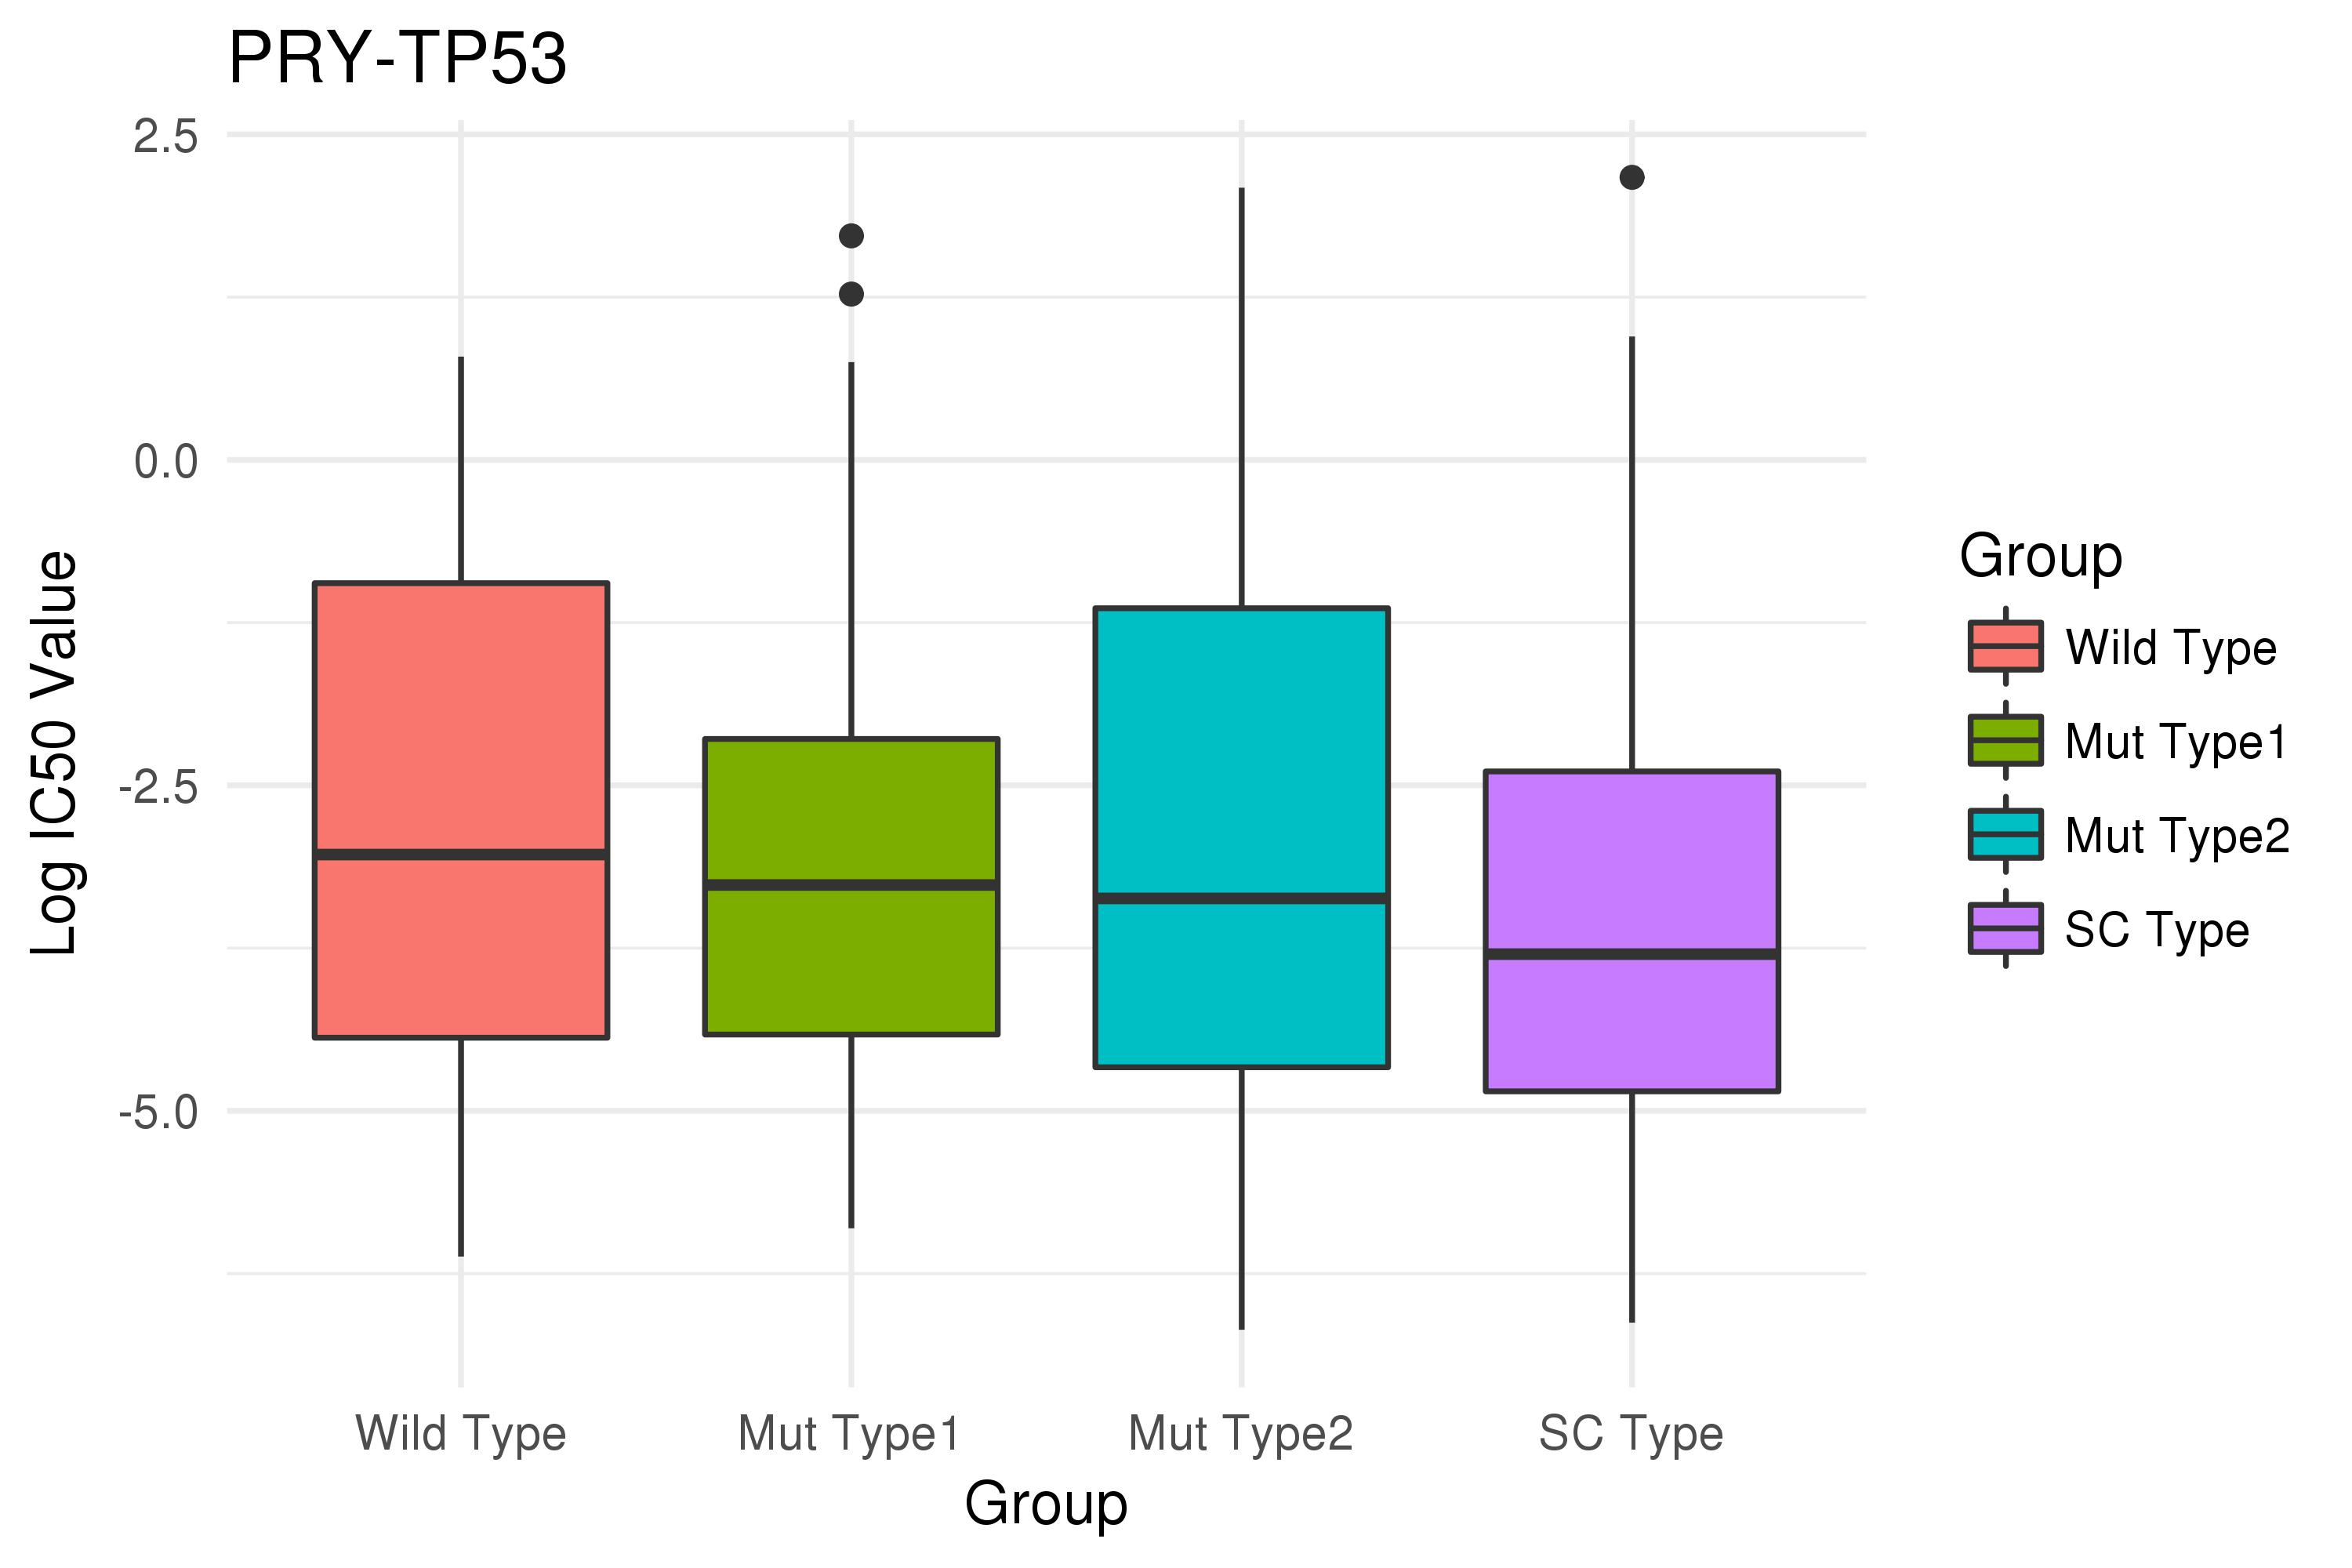 PRY-TP53
2.5
0.0
-2.5
-5.0
Log IC50 Value
Wild Type
Mut Type1
Mut Type2
SC Type
Group
Group
Wild Type
Mut Type1
Mut Type2
SC Type